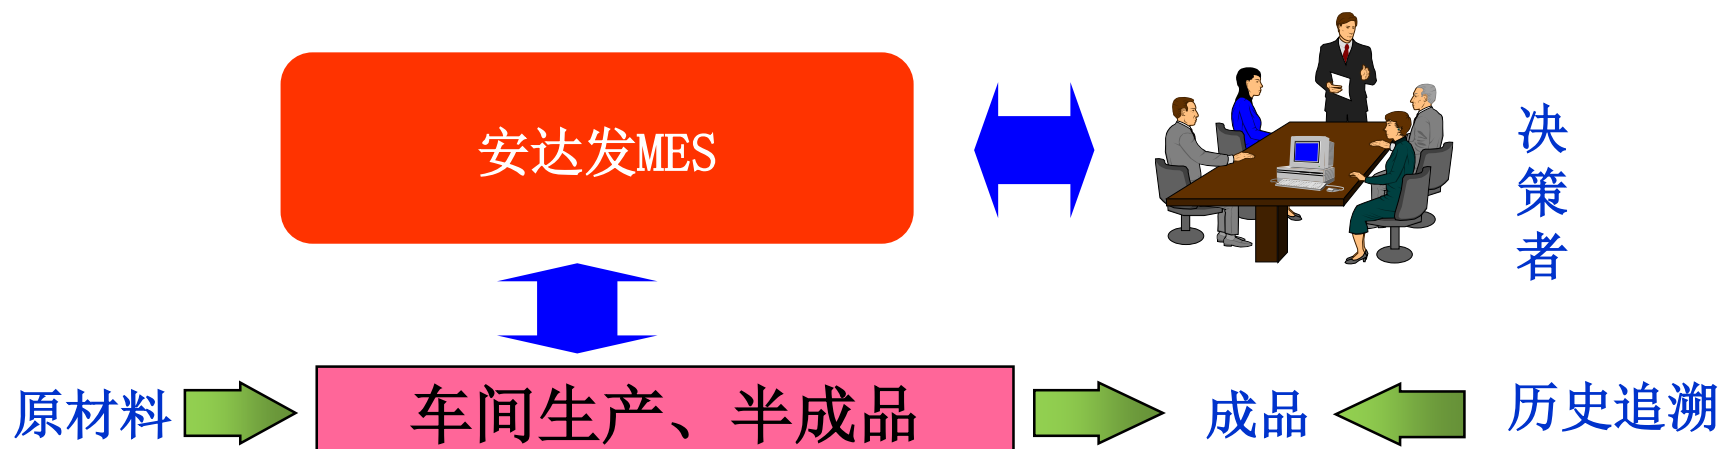 安达发MES
决策者
原材料
车间生产、半成品
成品
历史追溯